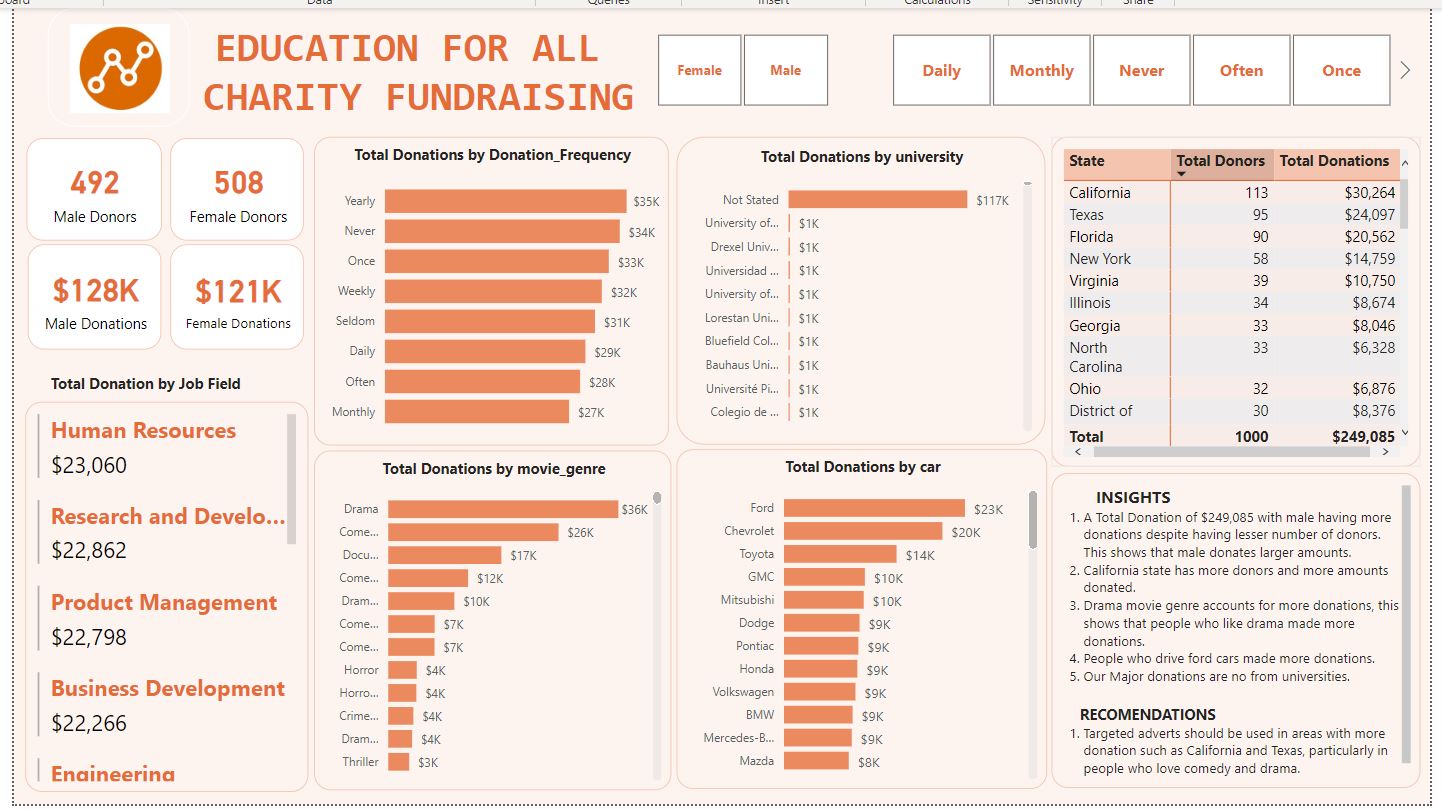 Data
Queries
Insert
Calculations
Sensitivity
Share
EDUCATION FOR ALL
CHARITY FUNDRAISING
Female
Male
Daily
Monthly
Never
Often
Once
492
Male Donors
508
Female Donors
$128K
Male Donations
$121K
Female Donations
Total Donation by Job Field
Human Resources
$23,060
Research and Develo...
$22,862
Product Management
$22,798
Business Development
$22,266
Engineering
Total Donations by Donation_Frequency
Yearly $35K
Never $34K
Once $33K
Weekly $32K
Seldom $31K
Daily $29K
Often $28K
Monthly $27K
Total Donations by university
Not Stated $117K
University of... $1K
Drexel Univ... $1K
Universidad ... $1K
University of... $1K
Lorestan Uni... $1K
Bluefield Col... $1K
Bauhaus Uni... $1K
Université Pi... $1K
Colegio de ... $1K
Total Donations by movie_genre
Drama $36K
Come... $26K
Docu... $17K
Come... $12K
Dram... $10K
Come... $7K
Come... $7K
Horror $4K
Horro... $4K
Crime... $4K
Dram... $4K
Thriller $3K
Total Donations by car
Ford $23K
Chevrolet $20K
Toyota $14K
GMC $10K
Mitsubishi $10K
Dodge $9K
Pontiac $9K
Honda $9K
Volkswagen $9K
BMW $9K
Mercedes-B... $9K
Mazda $8K
State Total Donors Total Donations
California 113 $30,264
Texas 95 $24,097
Florida 90 $20,562
New York 58 $14,759
Virginia 39 $10,750
Illinois 34 $8,674
Georgia 33 $8,046
North 33 $6,328
Carolina
Ohio 32 $6,876
District of 30 $8,376
Total 1000 $249,085
INSIGHTS
1. A Total Donation of $249,085 with male having more
donations despite having lesser number of donors.
This shows that male donates larger amounts.
2. California state has more donors and more amounts
donated.
3. Drama movie genre accounts for more donations, this
shows that people who like drama made more
donations.
4. People who drive ford cars made more donations.
5. Our Major donations are no from universities.
RECOMENDATIONS
1. Targeted adverts should be used in areas with more
donation such as California and Texas, particularly in
people who love comedy and drama.